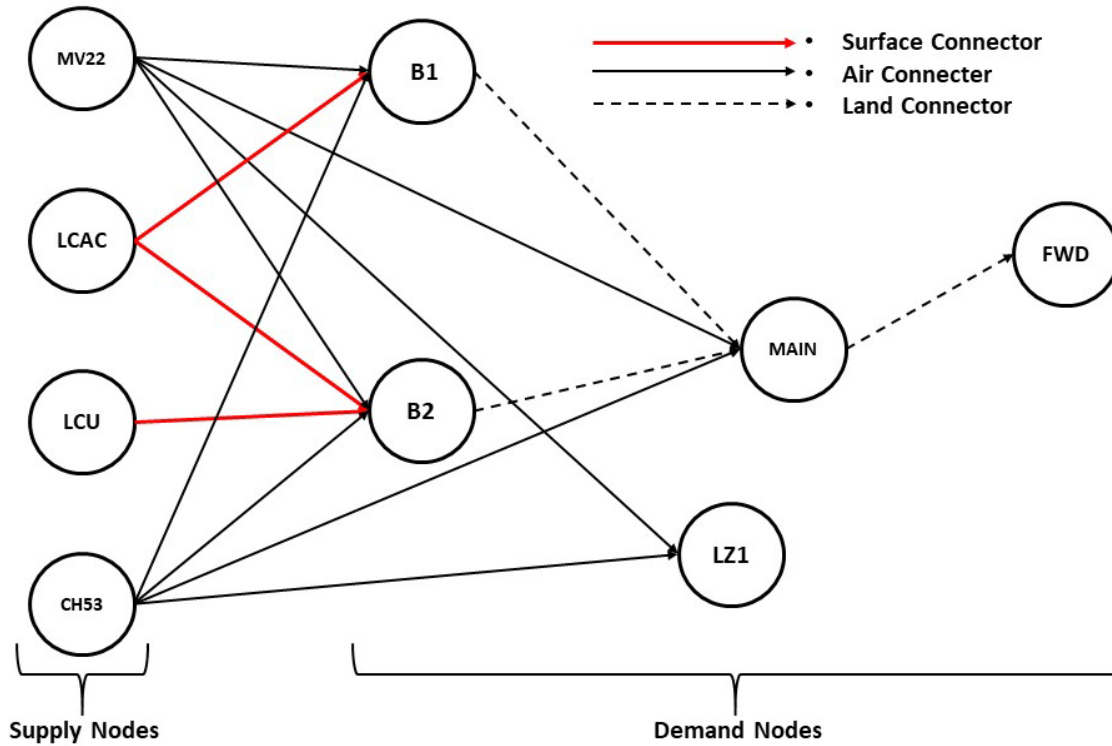 MV22
B1
• Surface Connector
• Air Connecter
• Land Connector
LCAC
FWD
MAIN
LCU
B2
LZ1
CH53
Supply Nodes
Demand Nodes